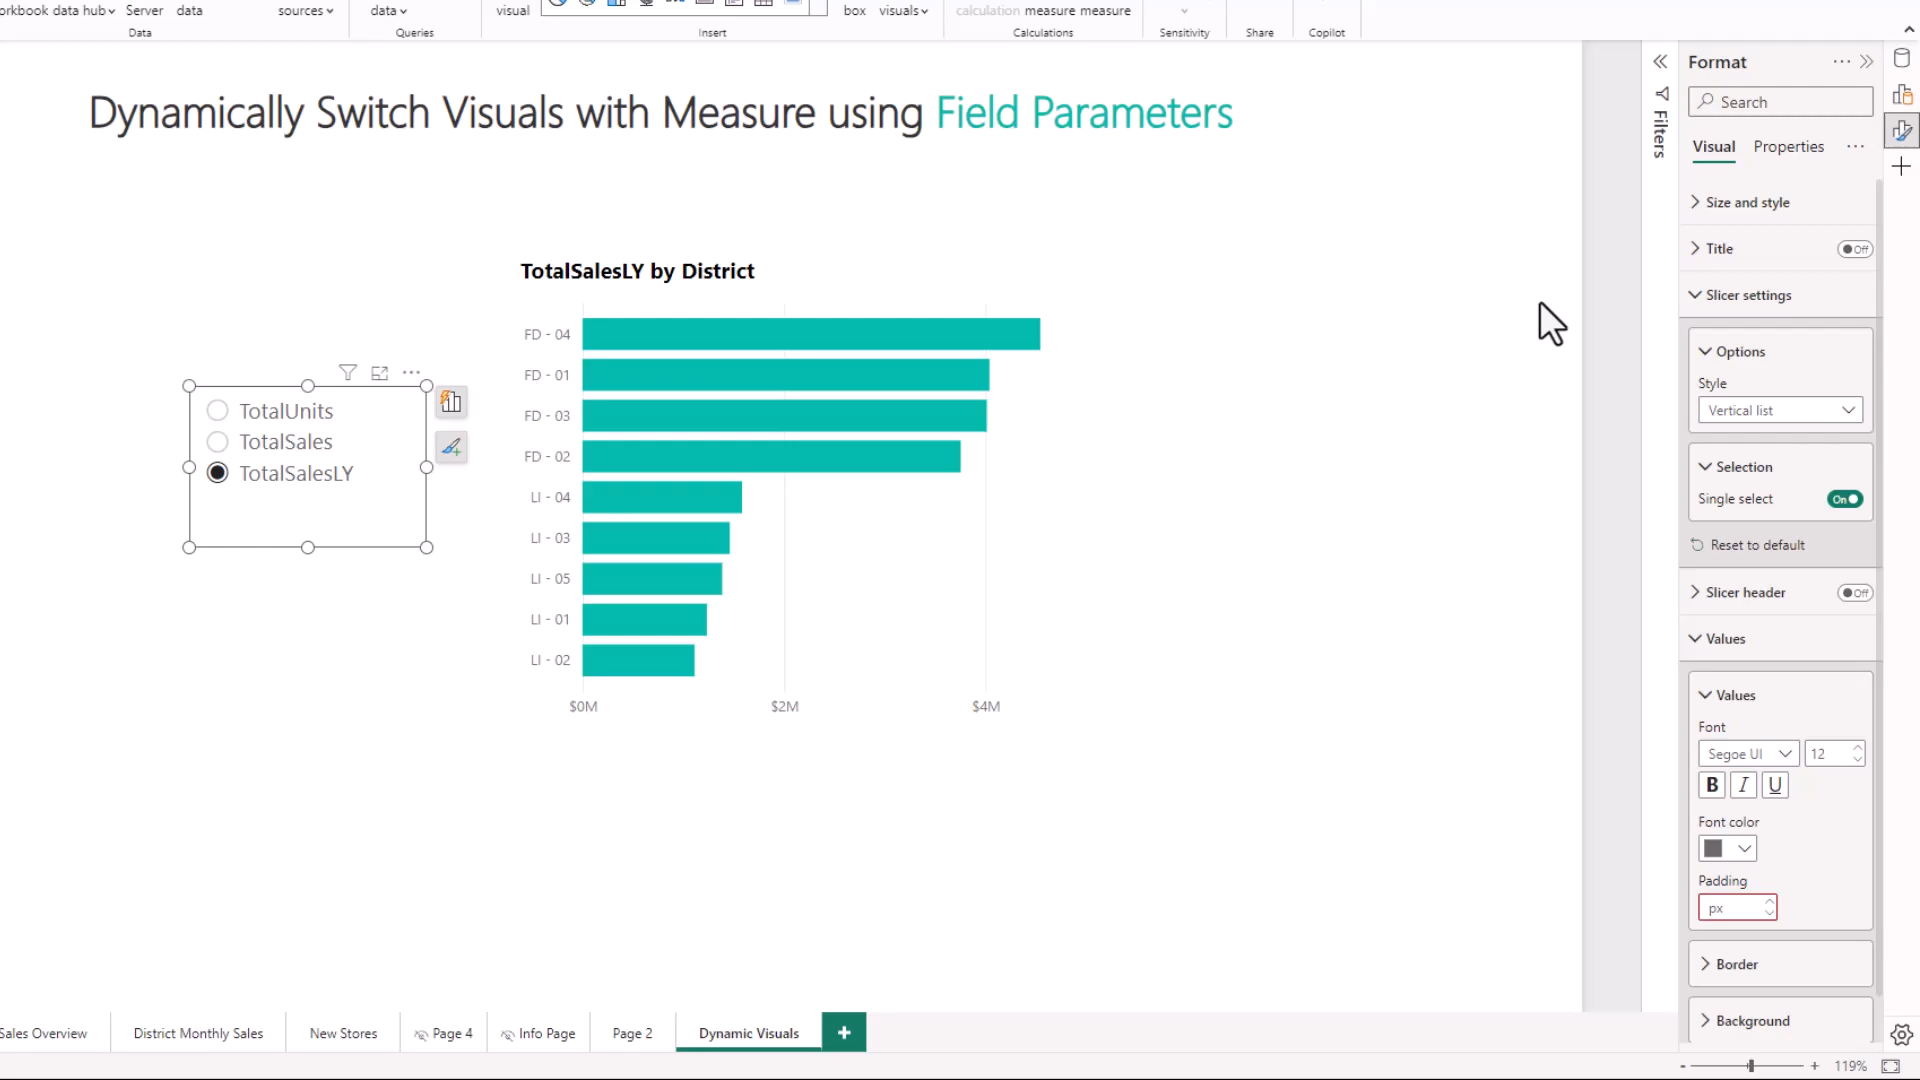 orkbook data hub Server data
sources
data
visual
box visuals
calculation measure measure
Data
Queries
Insert
Calculations
Sensitivity
Share
Copilot
Dynamically Switch Visuals with Measure using Field Parameters
TotalUnits
TotalSales
TotalSalesLY
TotalSalesLY by District
FD - 04
FD - 01
FD - 03
FD - 02
LI - 04
LI - 03
LI - 05
LI - 01
LI - 02
$0M $2M $4M
Filters
Format
Search
Visual Properties
Size and style
Title Off
Slicer settings
Options
Style
Vertical list
Selection
Single select On
Reset to default
Slicer header Off
Values
Values
Font
Segoe UI 12
B I U
Font color
Padding
px
Border
Background
Sales Overview District Monthly Sales New Stores Page 4 Info Page Page 2 Dynamic Visuals +
- + 119%